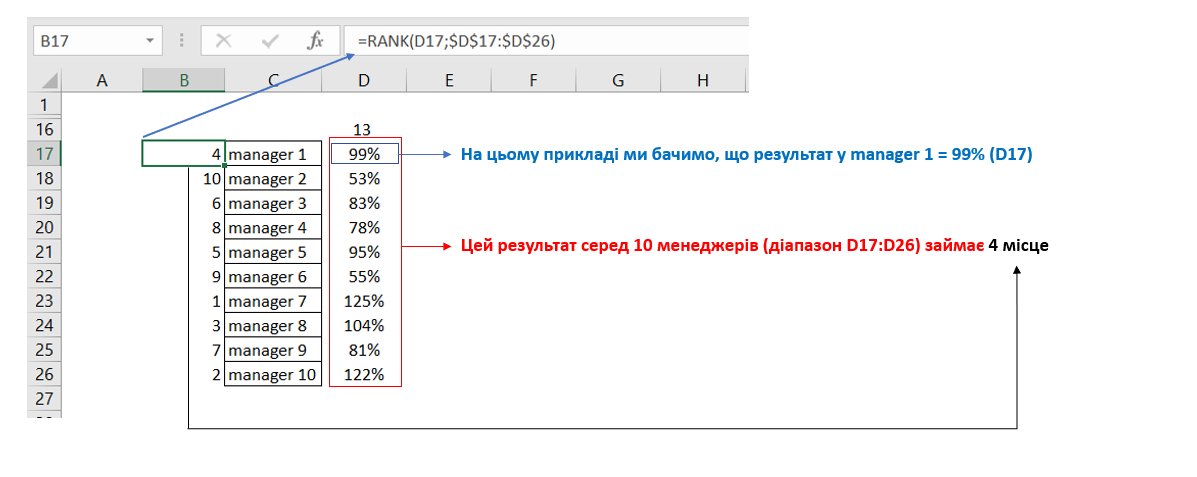 B17 fx =RANK(D17;$D$17:$D$26)
A B C D E F G H
1
16 13
17 4 manager 1 99% На цьому прикладі ми бачимо, що результат у manager 1 = 99% (D17)
18 10 manager 2 53%
19 6 manager 3 83%
20 8 manager 4 78%
21 5 manager 5 95% Цей результат серед 10 менеджерів (діапазон D17:D26) займає 4 місце
22 9 manager 6 55%
23 1 manager 7 125%
24 3 manager 8 104%
25 7 manager 9 81%
26 2 manager 10 122%
27